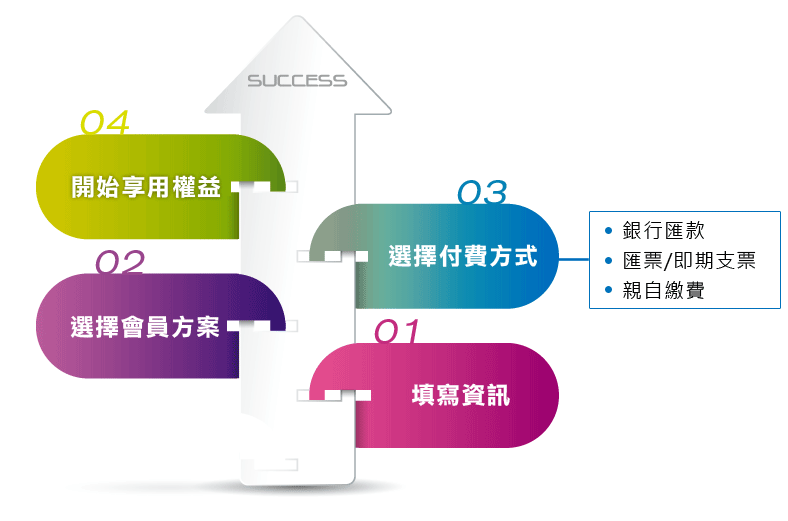 SUCCESS
04
開始享用權益
03
選擇付費方式
• 銀行匯款
• 匯票/即期支票
• 親自繳費
02
選擇會員方案
01
填寫資訊